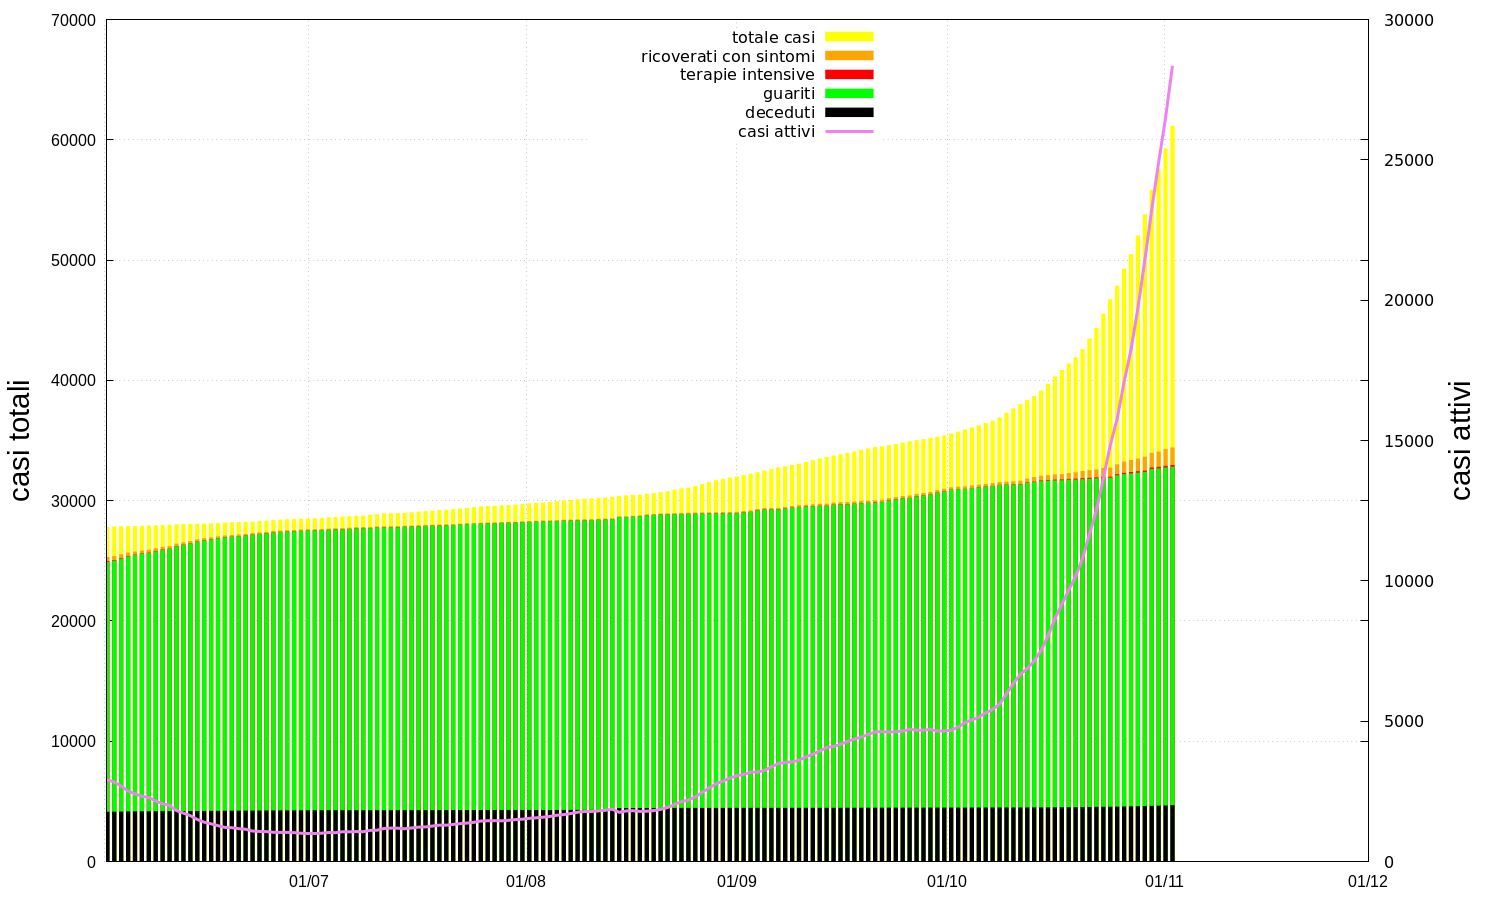 70000
60000
50000
40000
30000
20000
10000
0
casi totali
totale casi
ricoverati con sintomi
terapie intensive
guariti
deceduti
casi attivi
30000
25000
20000
15000
10000
5000
0
casi attivi
01/07
01/08
01/09
01/10
01/11
01/12